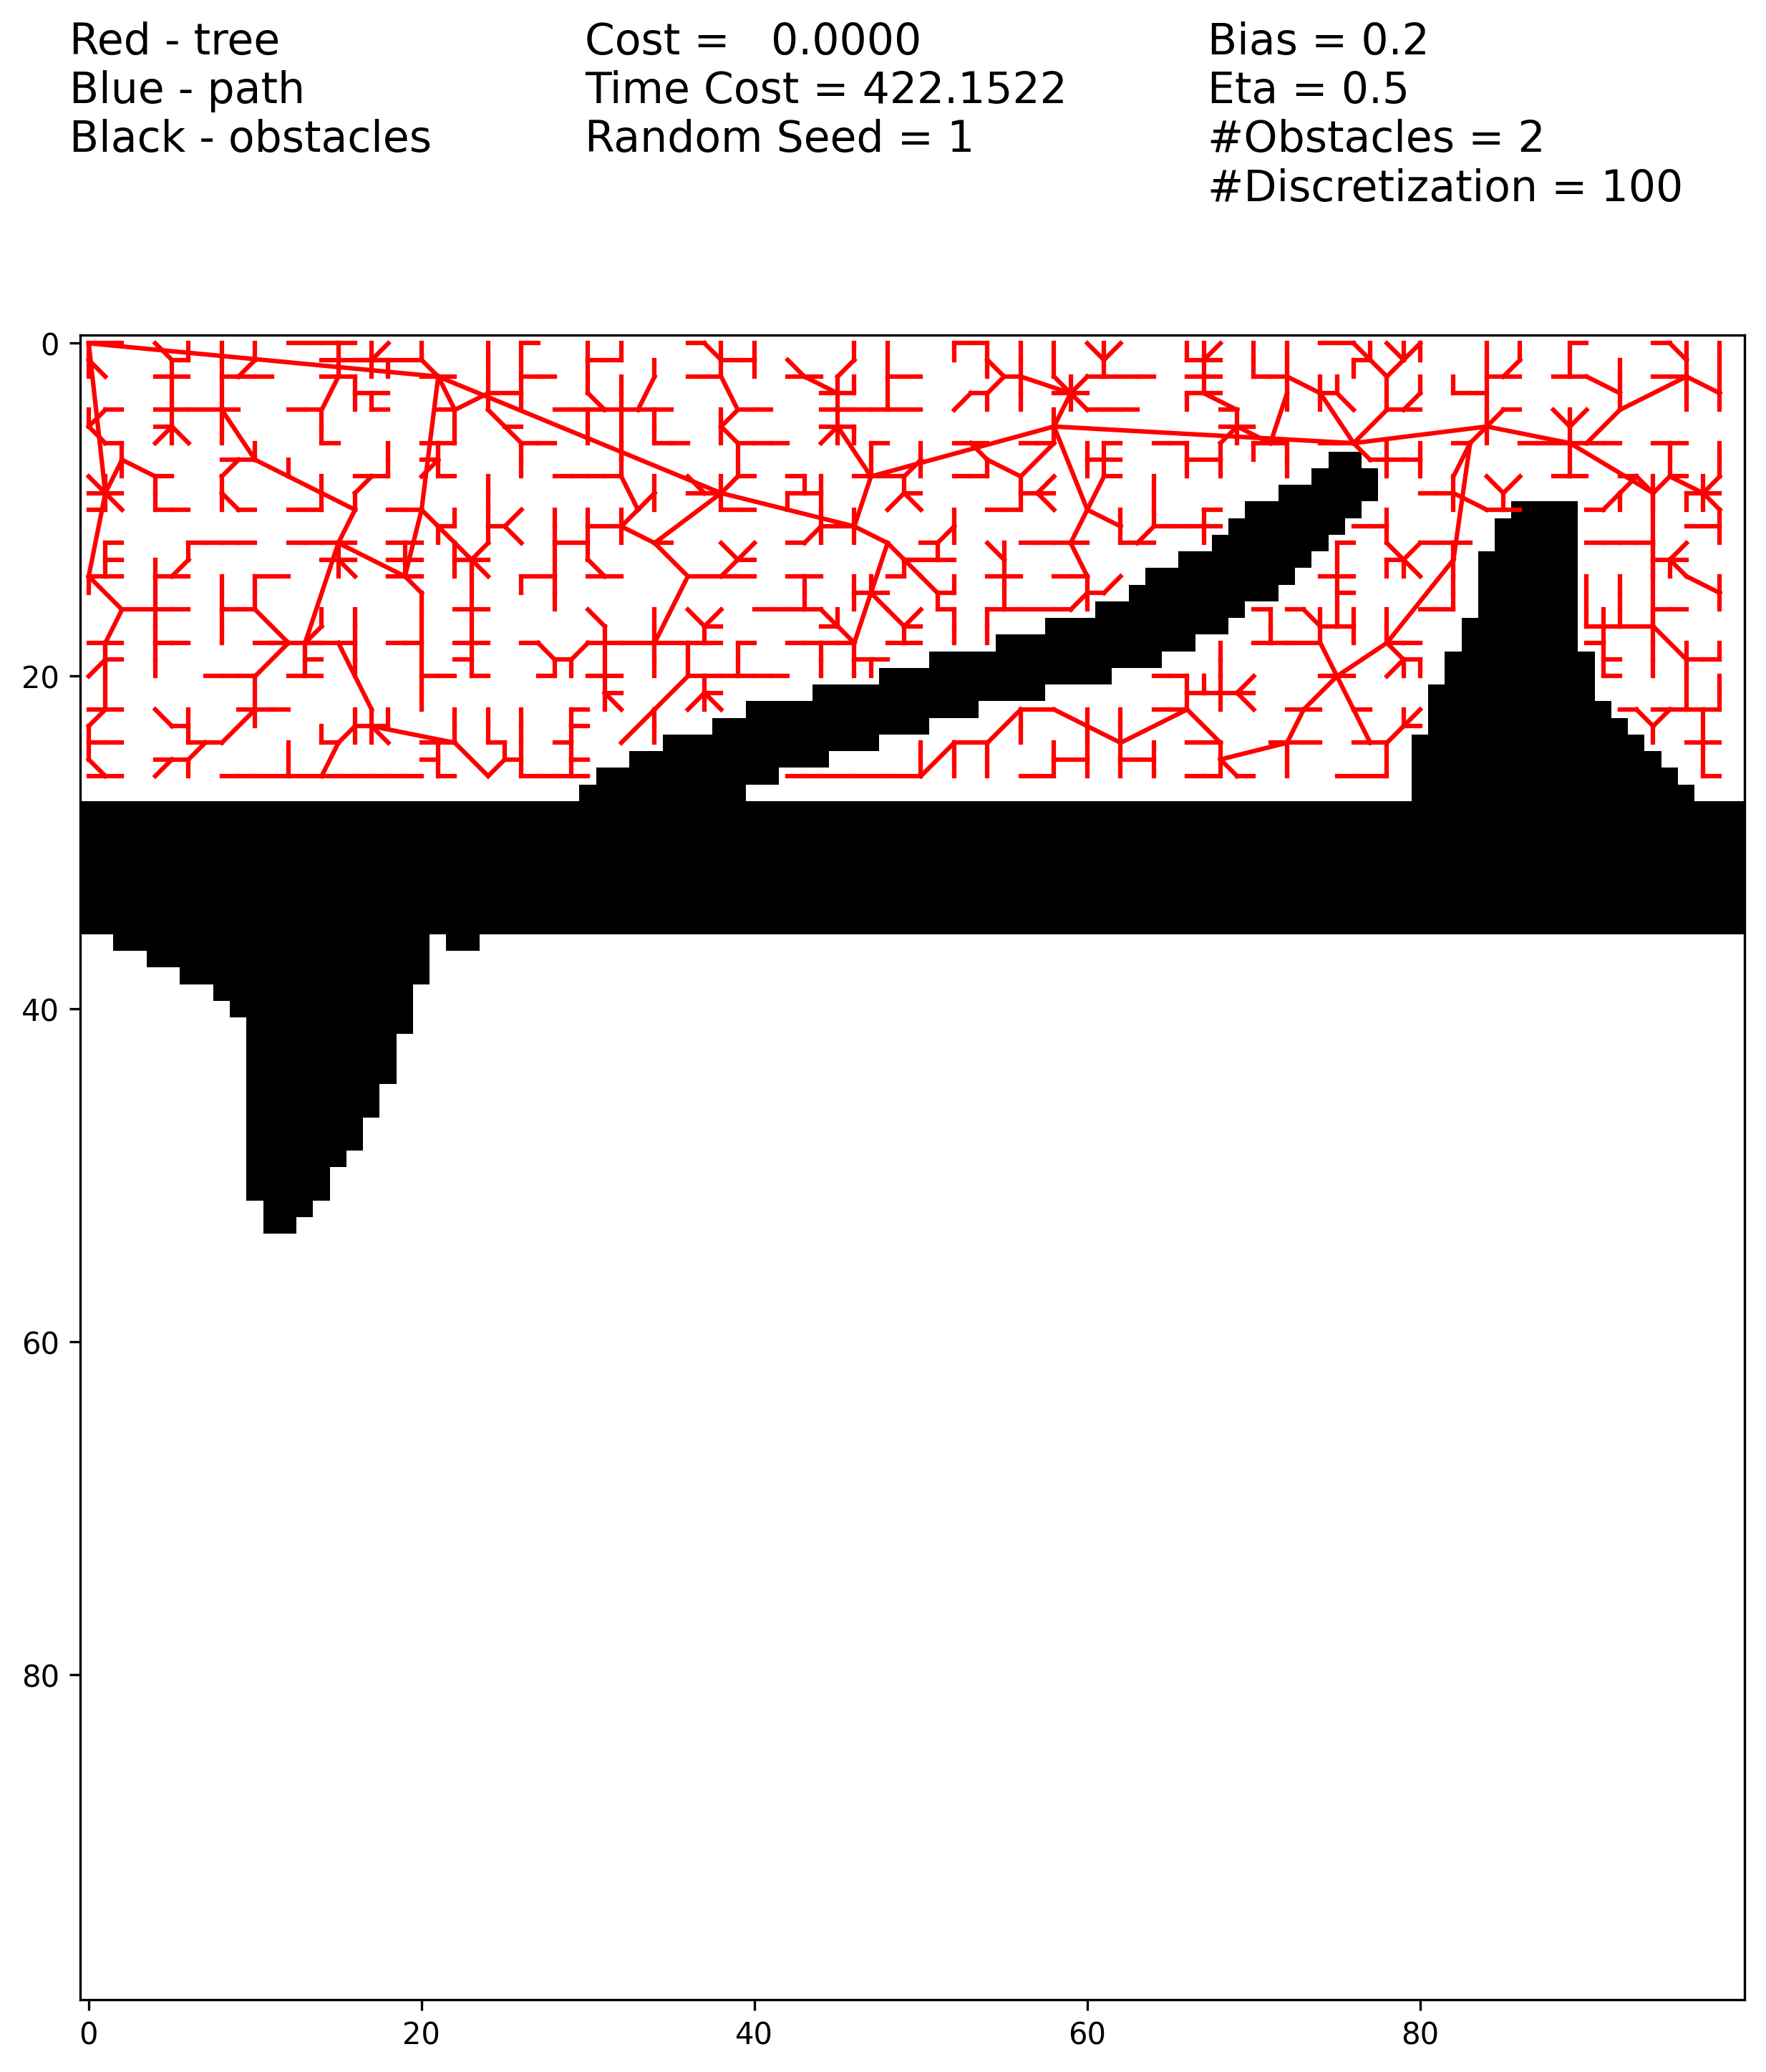 Red - tree
Blue - path
Black - obstacles
Cost =   0.0000
Time Cost = 422.1522
Random Seed = 1
Bias = 0.2
Eta = 0.5
#Obstacles = 2
#Discretization = 100
0
20
40
60
80
0 20 40 60 80